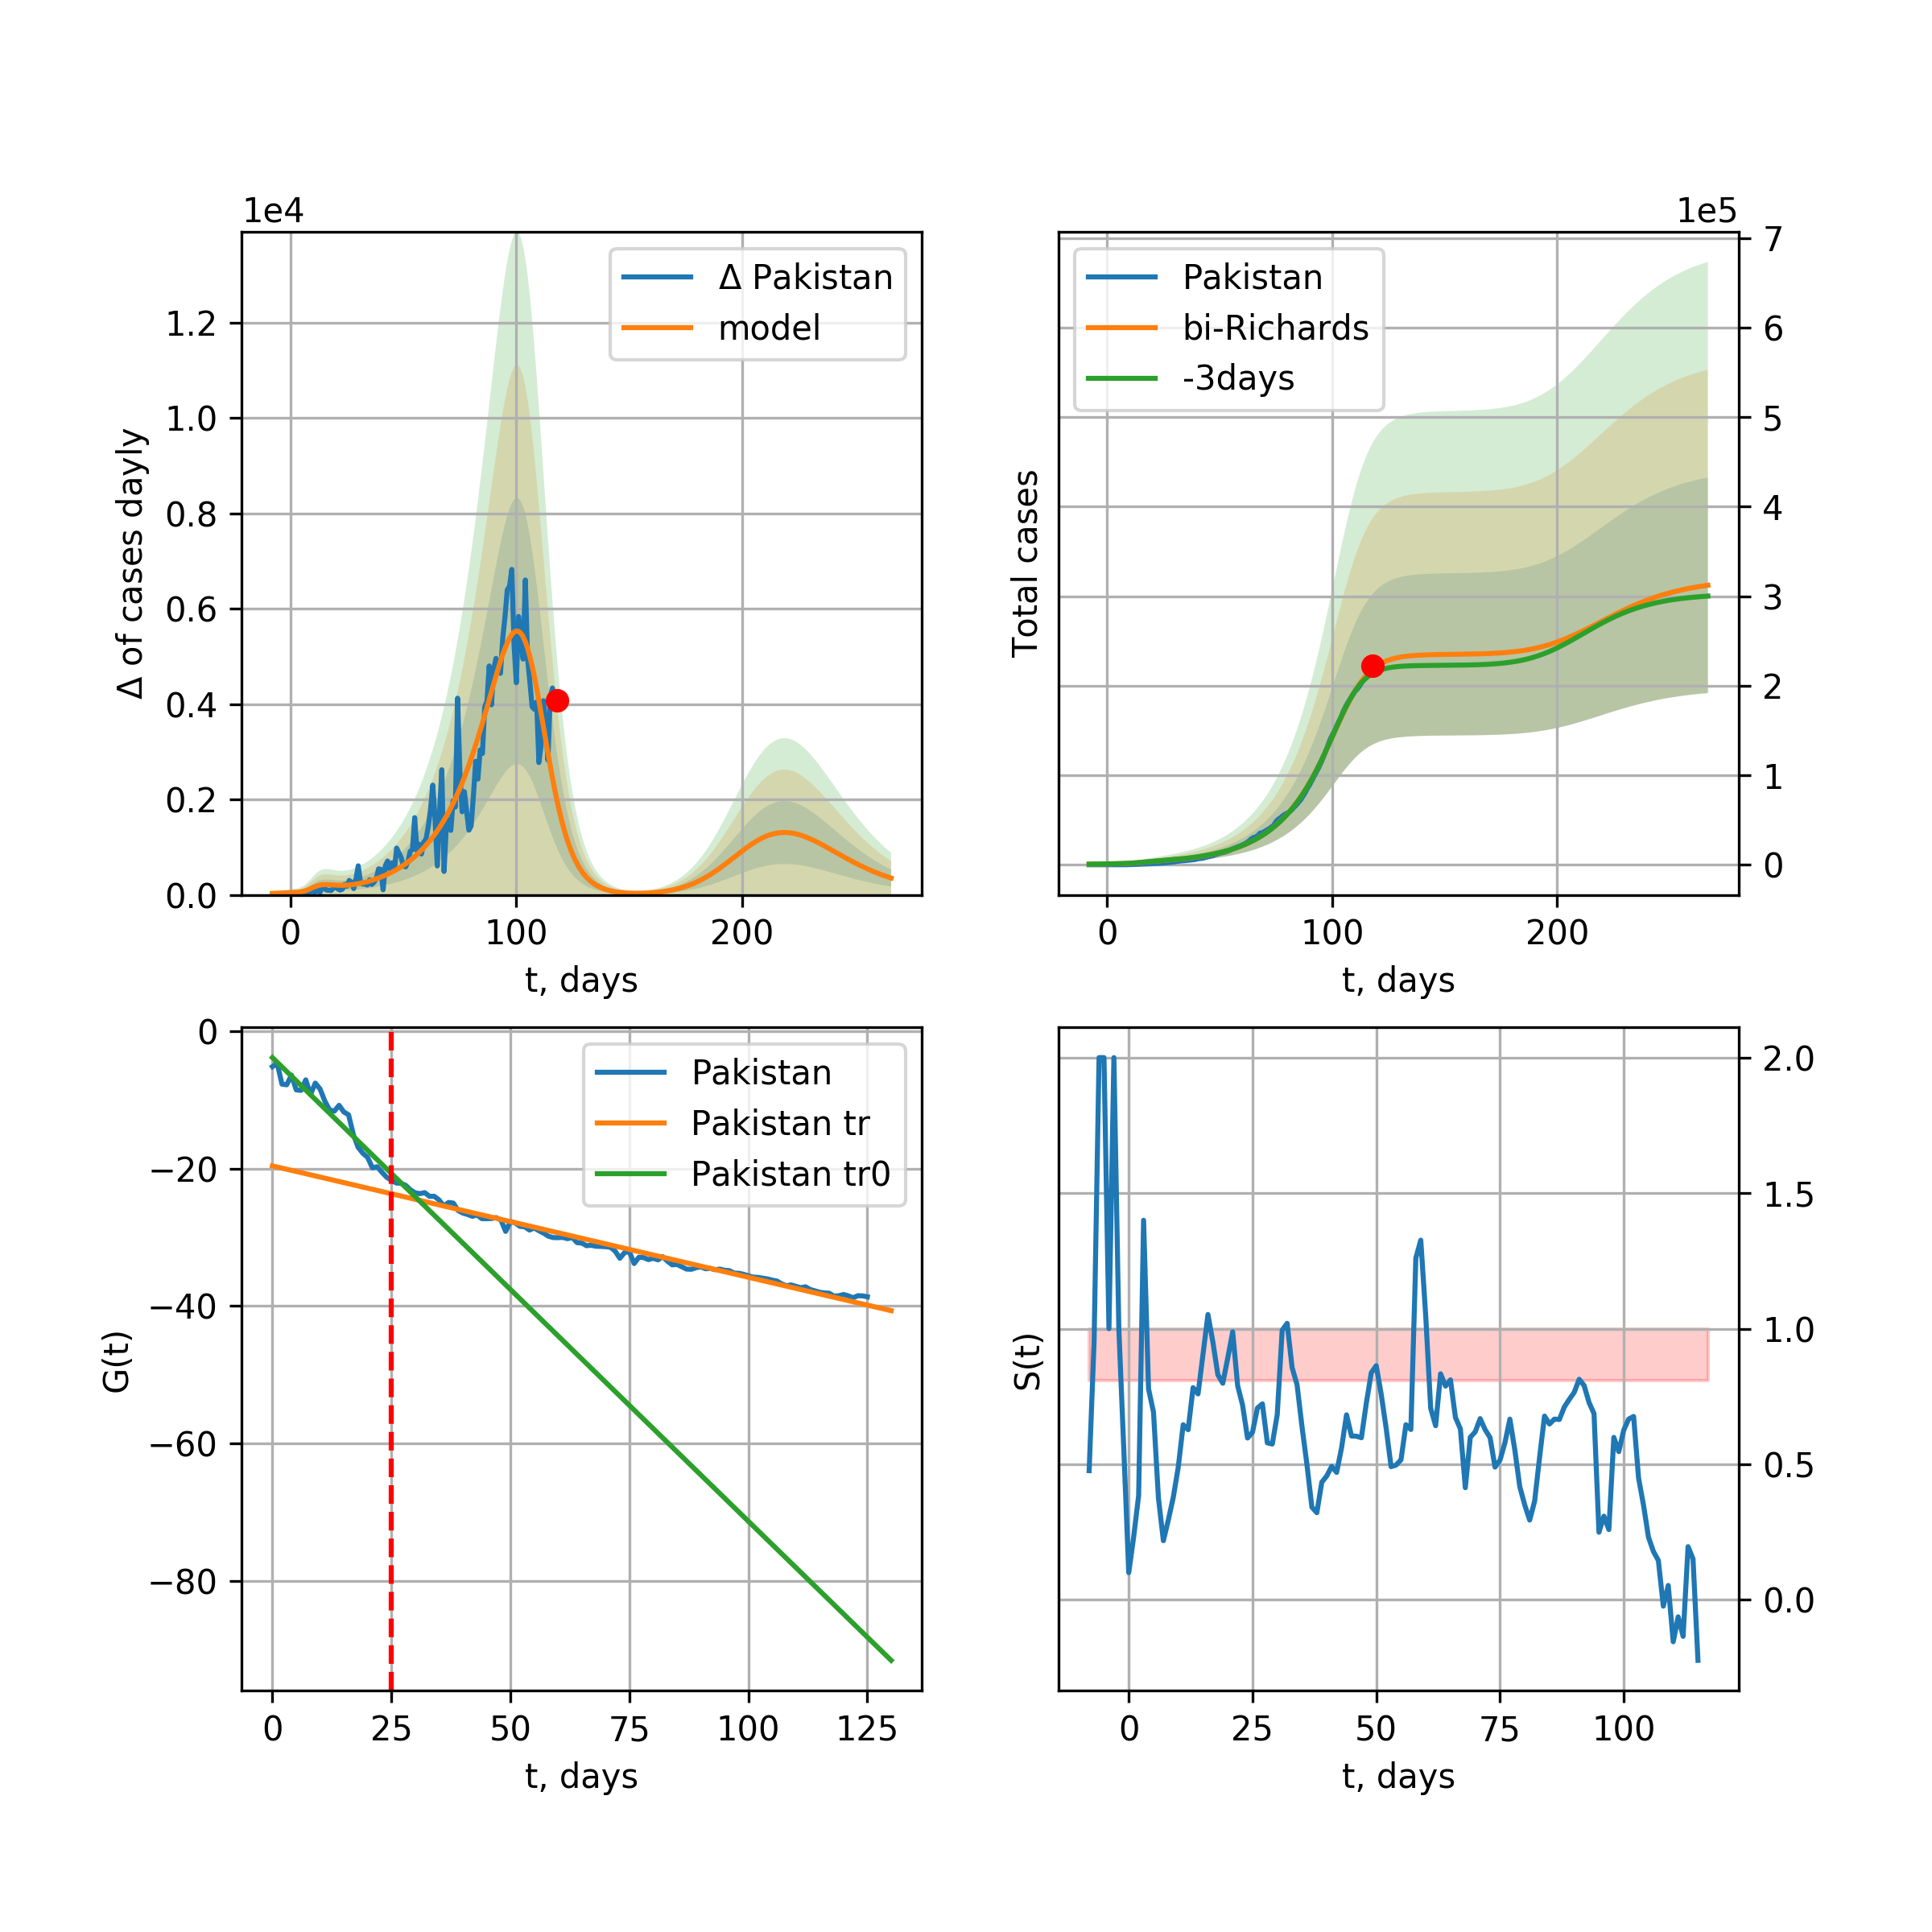 1e4
Δ of cases dayly
1.2
1.0
0.8
0.6
0.4
0.2
0.0
Δ Pakistan
model
0 100 200
t, days
1e5
Total cases
Pakistan
bi-Richards
-3days
7
6
5
4
3
2
1
0
0 100 200
t, days
G(t)
0
−20
−40
−60
−80
Pakistan
Pakistan tr
Pakistan tr0
0 25 50 75 100 125
t, days
S(t)
2.0
1.5
1.0
0.5
0.0
0 25 50 75 100
t, days